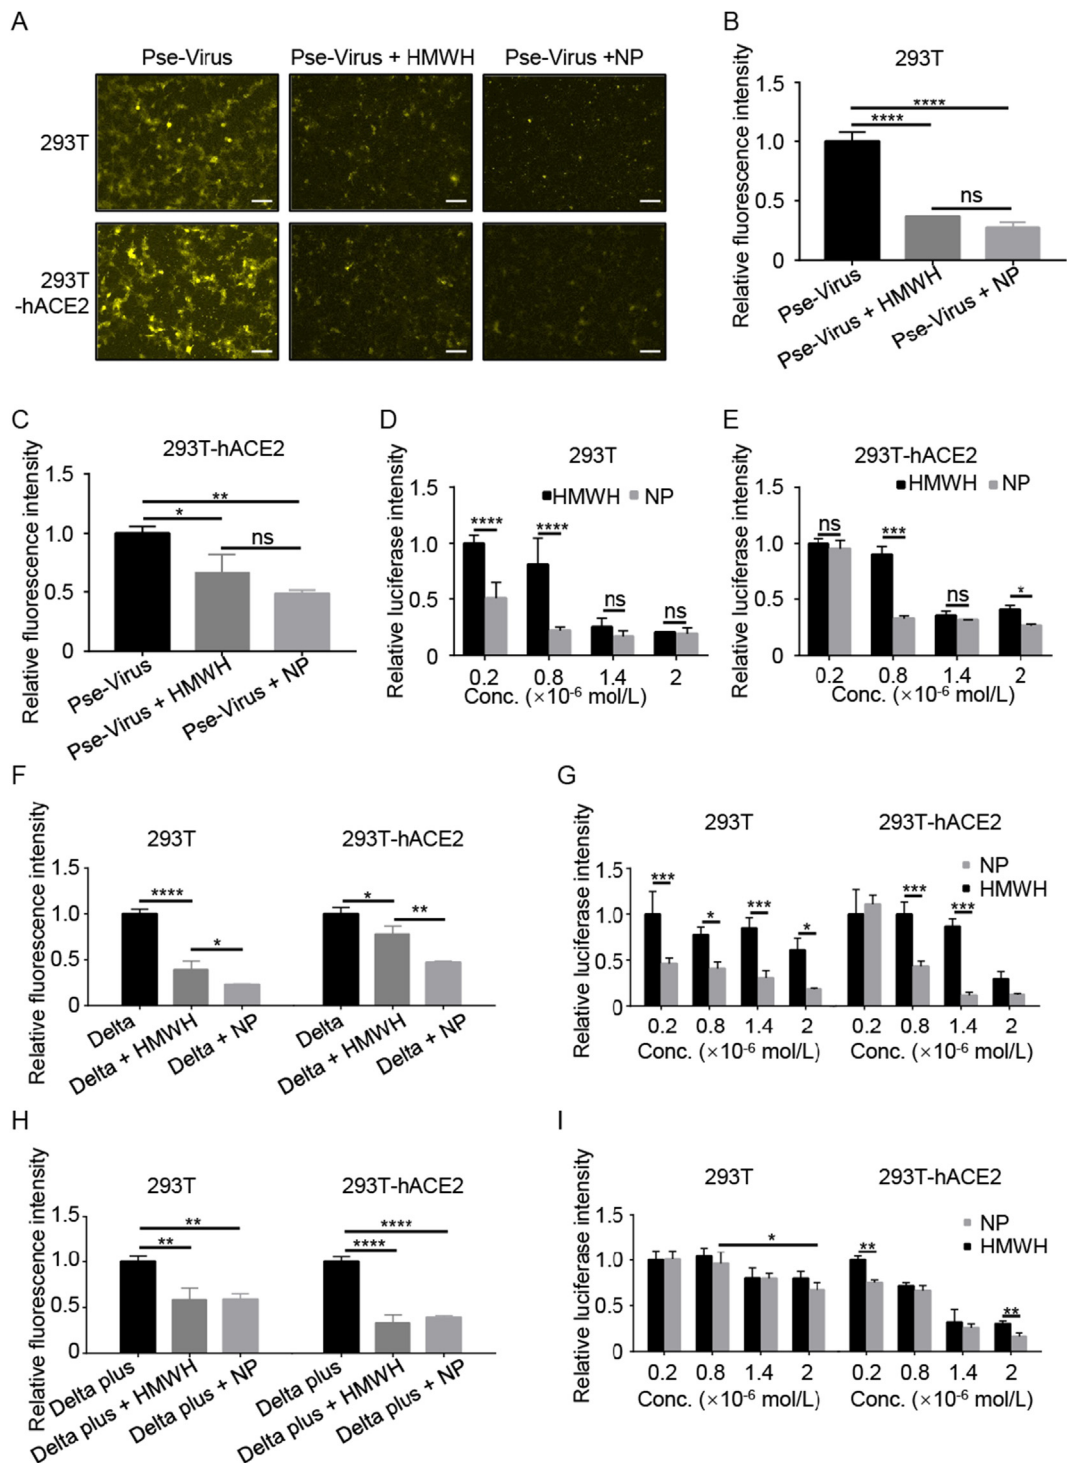 A
Pse-Virus
Pse-Virus + HMWH
Pse-Virus +NP
293T
293T
-hACE2
B
293T
Relative fluorescence intensity
1.5
1.0
0.5
0
****
****
ns
Pse-Virus
Pse-Virus + HMWH
Pse-Virus + NP
C
293T-hACE2
Relative fluorescence intensity
1.5
1.0
0.5
0
**
*
ns
Pse-Virus
Pse-Virus + HMWH
Pse-Virus + NP
D
293T
HMWH NP
Relative luciferase intensity
1.5
1.0
0.5
0
****
****
ns
ns
0.2 0.8 1.4 2
Conc. (×10⁻⁶ mol/L)
E
293T-hACE2
HMWH NP
Relative luciferase intensity
1.5
1.0
0.5
0
ns
***
ns
*
0.2 0.8 1.4 2
Conc. (×10⁻⁶ mol/L)
F
293T
293T-hACE2
Relative fluorescence intensity
1.5
1.0
0.5
0
****
*
*
**
Delta
Delta + HMWH
Delta + NP
Delta
Delta + HMWH
Delta + NP
G
293T
293T-hACE2
NP
HMWH
Relative luciferase intensity
1.5
1.0
0.5
0
***
*
***
*
***
***
0.2 0.8 1.4 2 0.2 0.8 1.4 2
Conc. (×10⁻⁶ mol/L) Conc. (×10⁻⁶ mol/L)
H
293T
293T-hACE2
Relative fluorescence intensity
1.5
1.0
0.5
0
**
**
****
****
Delta plus
Delta plus + HMWH
Delta plus + NP
Delta plus
Delta plus + HMWH
Delta plus + NP
I
293T
293T-hACE2
NP
HMWH
Relative luciferase intensity
1.5
1.0
0.5
0
*
**
**
0.2 0.8 1.4 2 0.2 0.8 1.4 2
Conc. (×10⁻⁶ mol/L) Conc. (×10⁻⁶ mol/L)